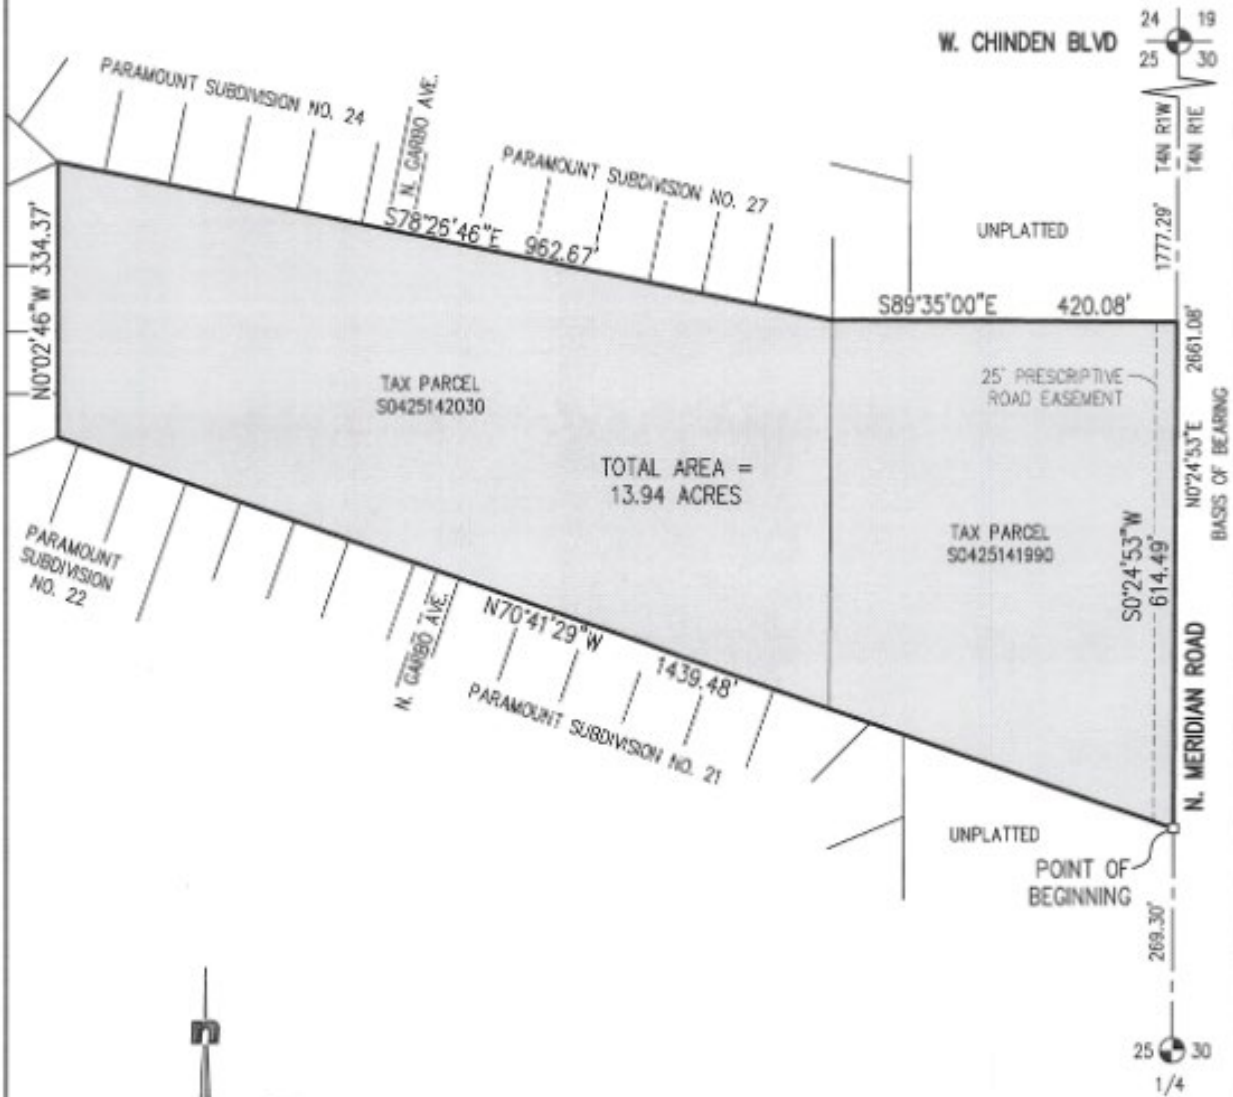 24
19
W. CHINDEN BLVD
25
30
PARAMOUNT SUBDIVISION NO. 24
N. GARBO AVE.
PARAMOUNT SUBDIVISION NO. 27
T4N R1W
T4N R1E
UNPLATTED
1777.29'
S78°26'46"E 962.67'
S89°35'00"E 420.08'
N0°02'46"W 334.37'
2661.08'
TAX PARCEL
S0425142030
25' PRESCRIPTIVE
ROAD EASEMENT
N0°24'53"E
BASIS OF BEARING
TOTAL AREA =
13.94 ACRES
TAX PARCEL
S0425141990
S0°24'53"W
614.49'
PARAMOUNT
SUBDIVISION
NO. 22
N. GARBO AVE.
N70°41'29"W
1439.48'
PARAMOUNT SUBDIVISION NO. 21
N. MERIDIAN ROAD
UNPLATTED
POINT OF
BEGINNING
269.30'
n
25
30
1/4